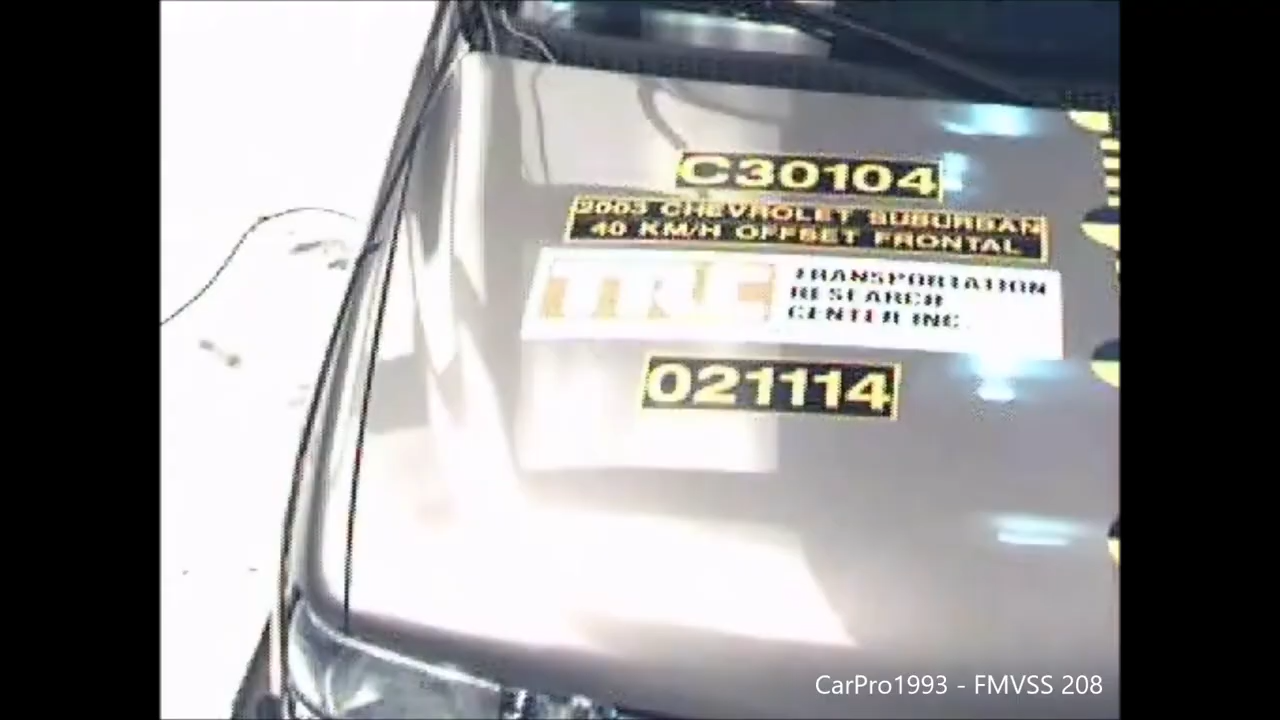 C30104
2003 CHEVROLET SUBURBAN
40 KM/H OFFSET FRONTAL
TRC TRANSPORTATION
RESEARCH
CENTER INC.
021114
CarPro1993 - FMVSS 208